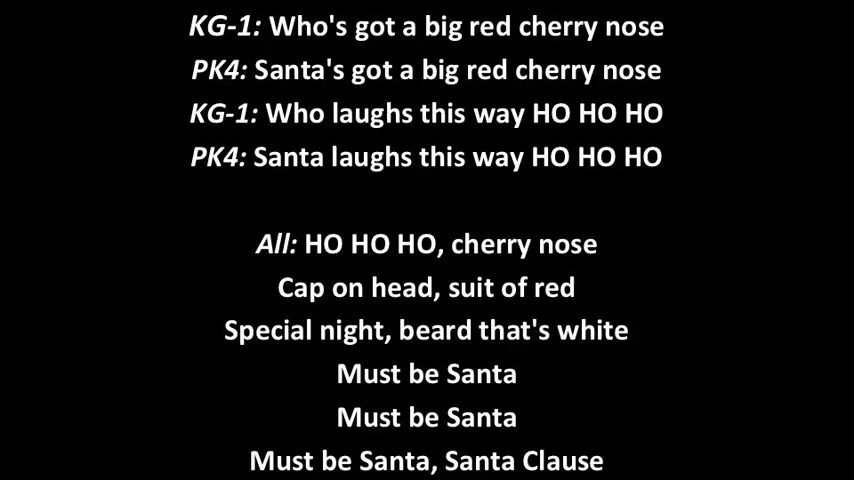 KG-1: Who's got a big red cherry nose
PK4: Santa's got a big red cherry nose
KG-1: Who laughs this way HO HO HO
PK4: Santa laughs this way HO HO HO
All: HO HO HO, cherry nose
Cap on head, suit of red
Special night, beard that's white
Must be Santa
Must be Santa
Must be Santa, Santa Clause